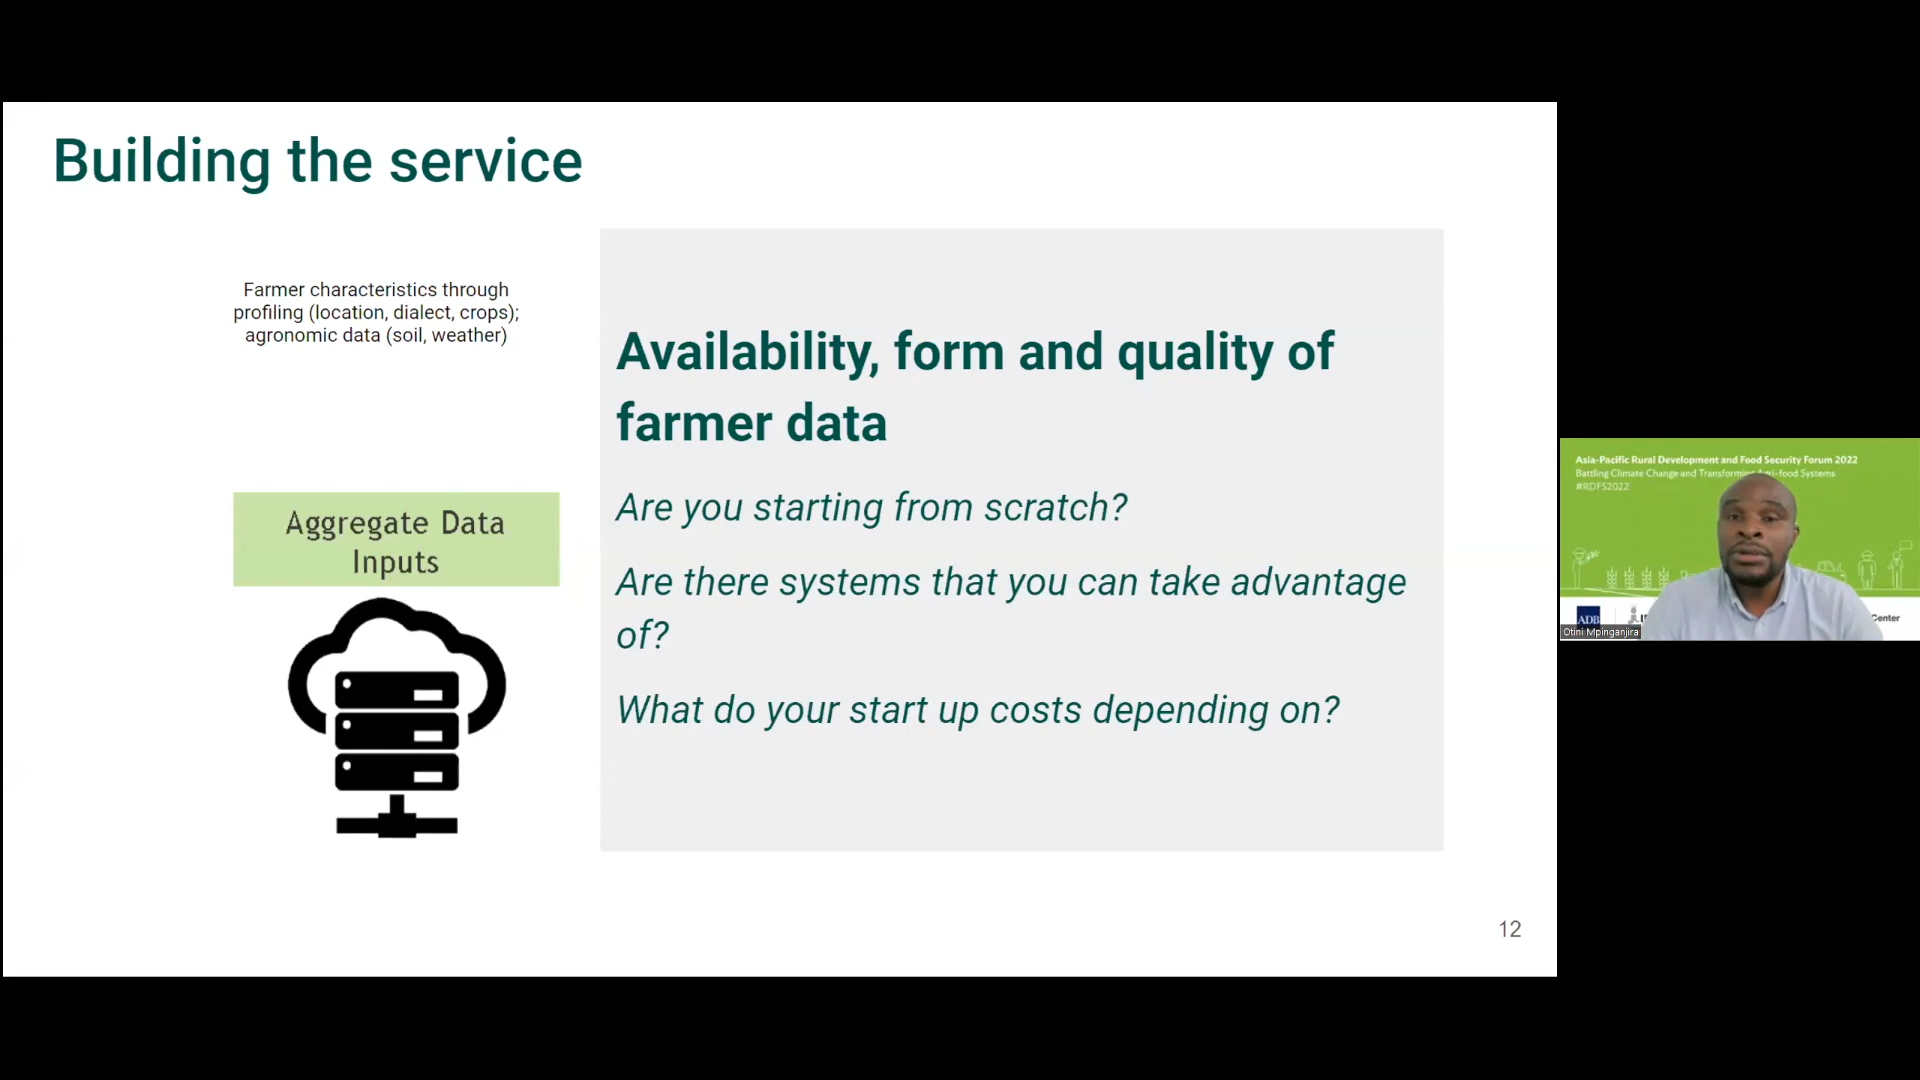 Building the service
Farmer characteristics through
profiling (location, dialect, crops);
agronomic data (soil, weather)
Aggregate Data
Inputs
Availability, form and quality of
farmer data
Are you starting from scratch?
Are there systems that you can take advantage
of?
What do your start up costs depending on?
12
Asia-Pacific Rural Development and Food Security Forum 2022
Battling Climate Change and Transforming Agri-food Systems
#RDFS2022
ADB
Otini Mpinganjira
Center